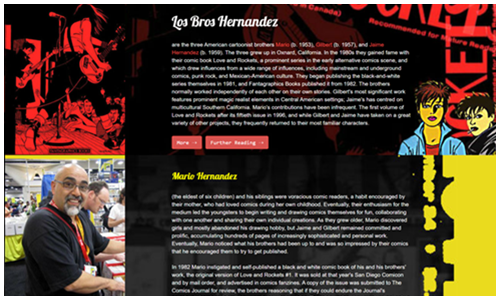 Los Bros Hernandez
are the three American cartoonist brothers Mario (b. 1953), Gilbert (b. 1957), and Jaime
Hernandez (b. 1959). The three grew up in Oxnard, California. In the 1980s they gained fame with
their comic book Love and Rockets, a prominent series in the early alternative comics scene, and
which drew influences from a wide range of influences, including mainstream and underground
comics, punk rock, and Mexican-American culture. They began publishing the black-and-white
series themselves in 1981, and Fantagraphics Books published it from 1982. The brothers
normally worked independently of each other on their own stories. Gilbert's most significant work
features prominent magic realist elements in Central American settings; Jaime's has centred on
multicultural Southern California. Mario's contributions have been infrequent. The first volume of
Love and Rockets after its fiftieth issue in 1996, and while Gilbert and Jaime have taken on a great
variety of other projects, they frequently returned to their most familiar characters.
More
Further Reading
Mario Hernandez
(the eldest of six children) and his siblings were voracious comic readers, a habit encouraged by
their mother, who had loved comics during her own childhood. Eventually, their enthusiasm for the
medium led the youngsters to begin writing and drawing comics themselves for fun, collaborating
with one another and sharing their own individual creations. As they grew older, Mario discovered
girls and mostly abandoned his drawing hobby, but Jaime and Gilbert remained committed and
prolific, accumulating hundreds of pages of increasingly sophisticated and personal work.
Eventually, Mario noticed what his brothers had been up to and was so impressed by their comics
that he encouraged them to try to get published.
In 1982 Mario instigated and self-published a black and white comic book of his and his brothers'
work, the original version of Love & Rockets #1. It was sold at that year's San Diego Comicon
and by mail order, and advertised in comics fanzines. A copy of the issue was submitted to The
Comics Journal for review, the brothers reasoning that if they could endure the Journal's